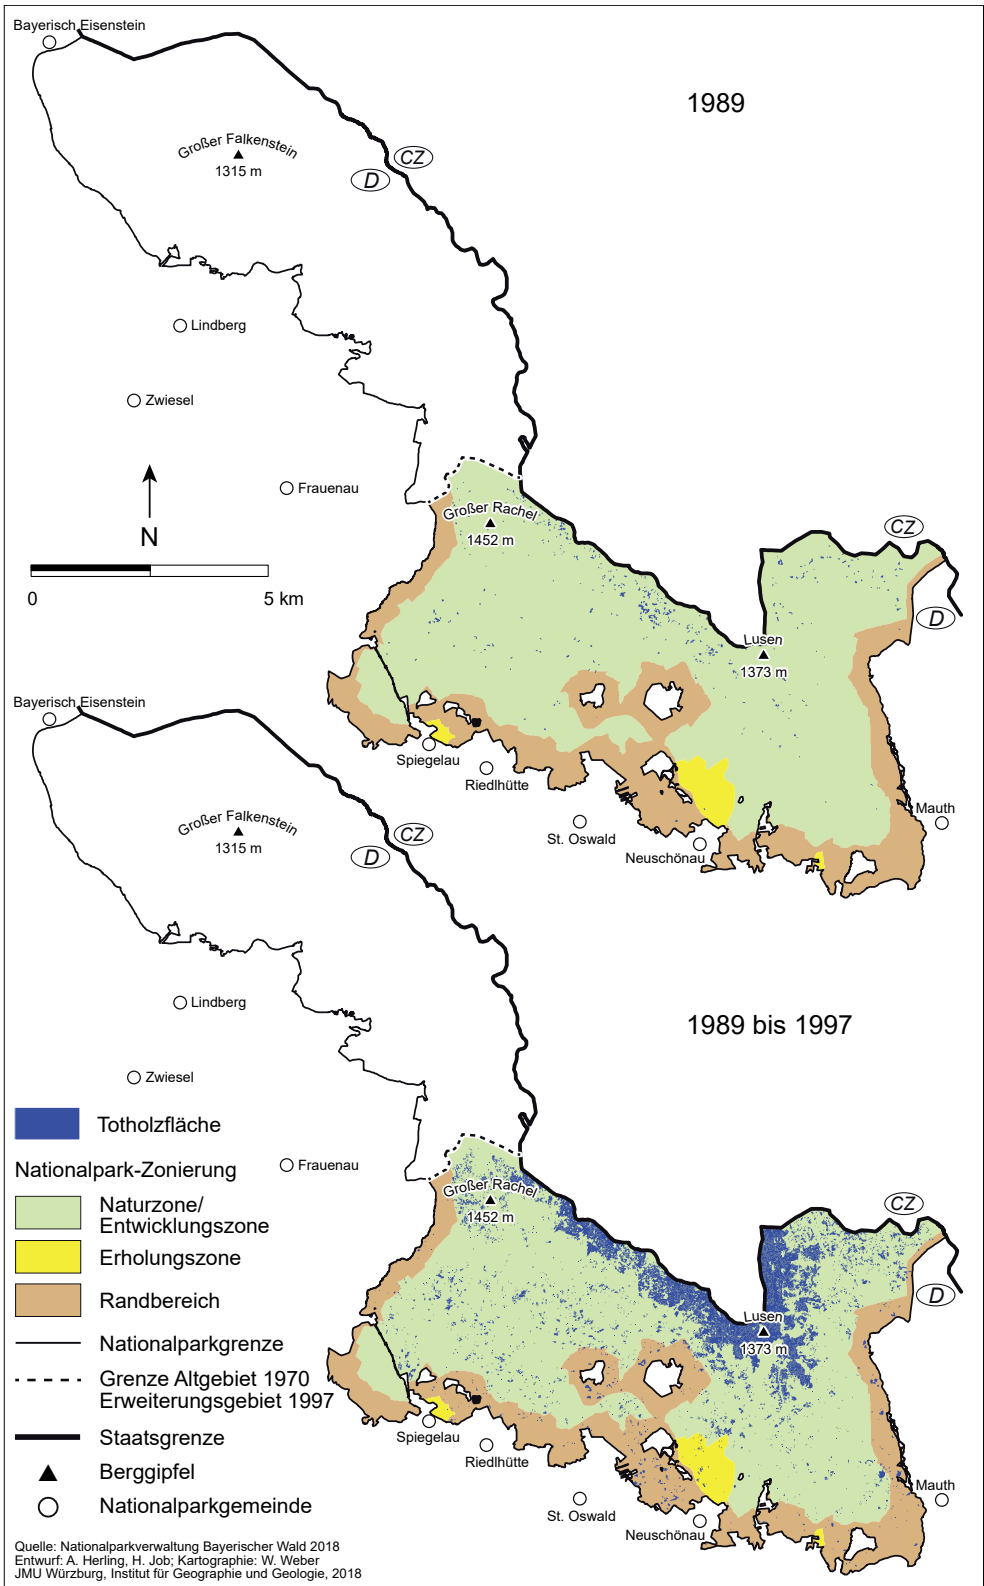 Bayerisch Eisenstein
1989
Großer Falkenstein
1315 m
CZ
D
Lindberg
Zwiesel
Frauenau
N
0 5 km
Großer Rachel
1452 m
CZ
D
Lusen
1373 m
Spiegelau
Riedlhütte
St. Oswald
Neuschönau
Mauth
Bayerisch Eisenstein
Großer Falkenstein
1315 m
CZ
D
Lindberg
1989 bis 1997
Zwiesel
Frauenau
Großer Rachel
1452 m
CZ
D
Lusen
1373 m
Spiegelau
Riedlhütte
St. Oswald
Neuschönau
Mauth
Totholzfläche
Nationalpark-Zonierung
Naturzone/
Entwicklungszone
Erholungszone
Randbereich
Nationalparkgrenze
Grenze Altgebiet 1970
Erweiterungsgebiet 1997
Staatsgrenze
Berggipfel
Nationalparkgemeinde
Quelle: Nationalparkverwaltung Bayerischer Wald 2018
Entwurf: A. Herling, H. Job; Kartographie: W. Weber
JMU Würzburg, Institut für Geographie und Geologie, 2018